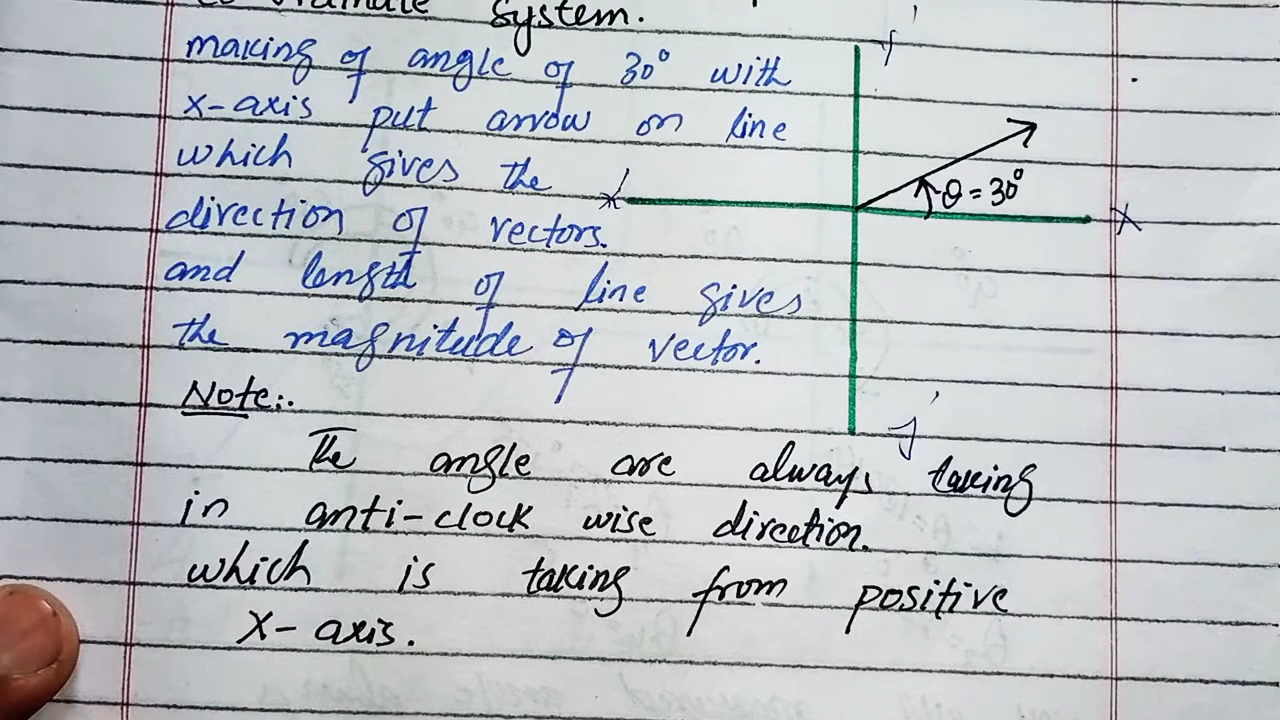 System.
making of angle of 30° with
x-axis put arrow on line
which gives the
direction of vectors.
and length of line gives
the magnitude of vector.
Y
X'
θ = 30°
X
Y'
Note:.
The angle are always taking
in anti-clock wise direction.
which is taking from positive
X-axis.